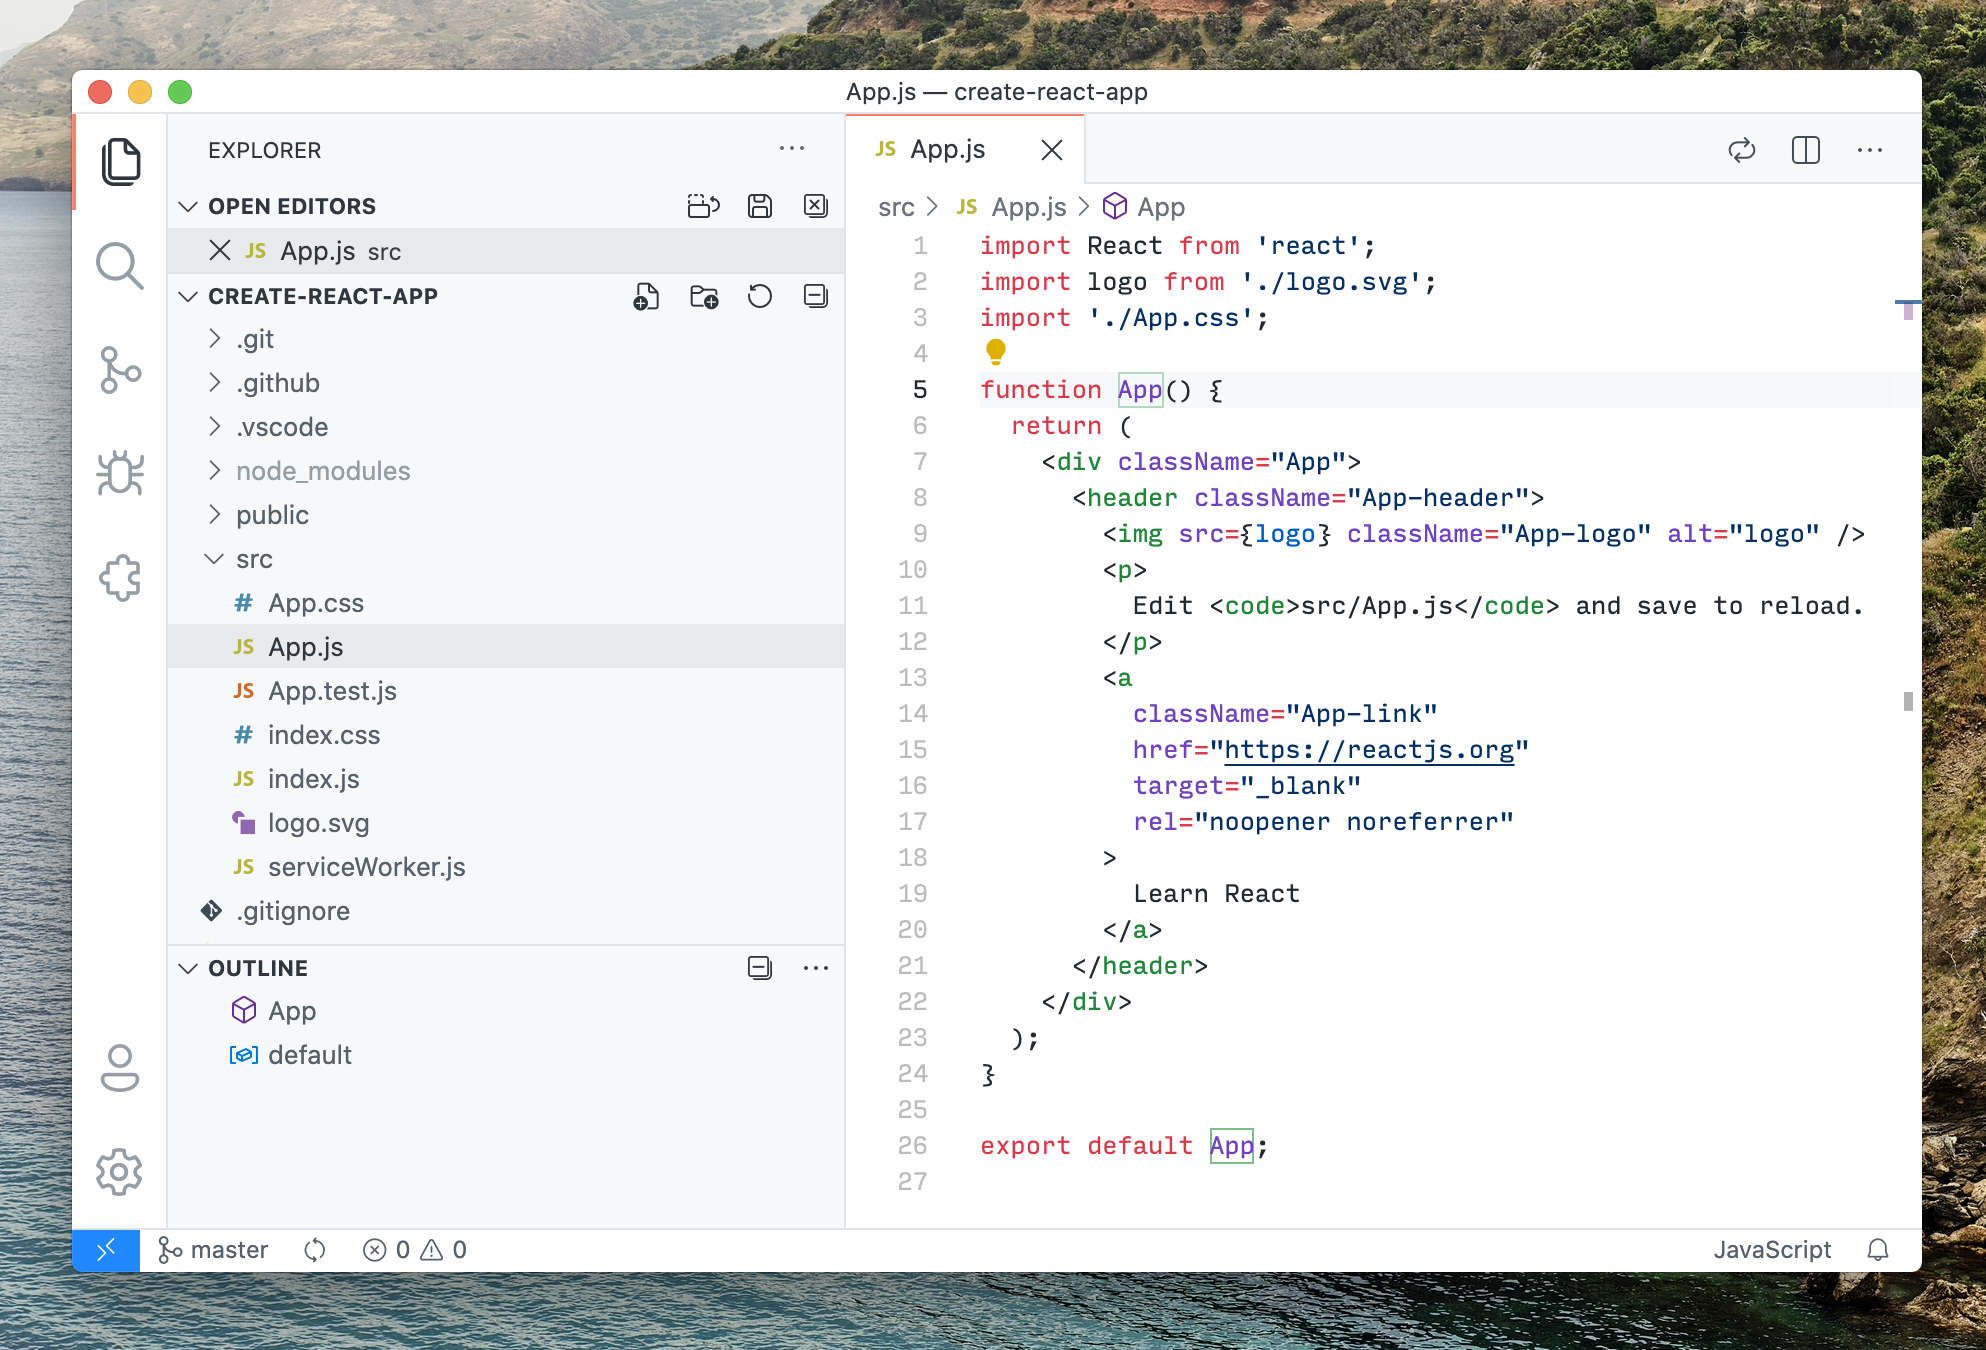 App.js — create-react-app
EXPLORER
OPEN EDITORS
JS App.js src
CREATE-REACT-APP
.git
.github
.vscode
node_modules
public
src
# App.css
JS App.js
JS App.test.js
# index.css
JS index.js
logo.svg
JS serviceWorker.js
.gitignore
OUTLINE
App
default
JS App.js
src > JS App.js > App
1 import React from 'react';
2 import logo from './logo.svg';
3 import './App.css';
4
5 function App() {
6 return (
7 <div className="App">
8 <header className="App-header">
9 <img src={logo} className="App-logo" alt="logo" />
10 <p>
11 Edit <code>src/App.js</code> and save to reload.
12 </p>
13 <a
14 className="App-link"
15 href="https://reactjs.org"
16 target="_blank"
17 rel="noopener noreferrer"
18 >
19 Learn React
20 </a>
21 </header>
22 </div>
23 );
24 }
25
26 export default App;
27
master 0 0 JavaScript